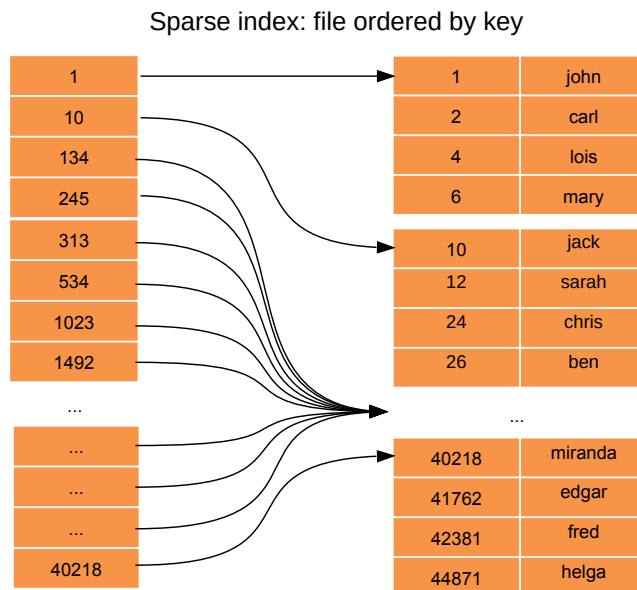 Sparse index: file ordered by key
1
10
134
245
313
534
1023
1492
...
...
...
...
40218
1 john
2 carl
4 lois
6 mary
10 jack
12 sarah
24 chris
26 ben
...
40218 miranda
41762 edgar
42381 fred
44871 helga